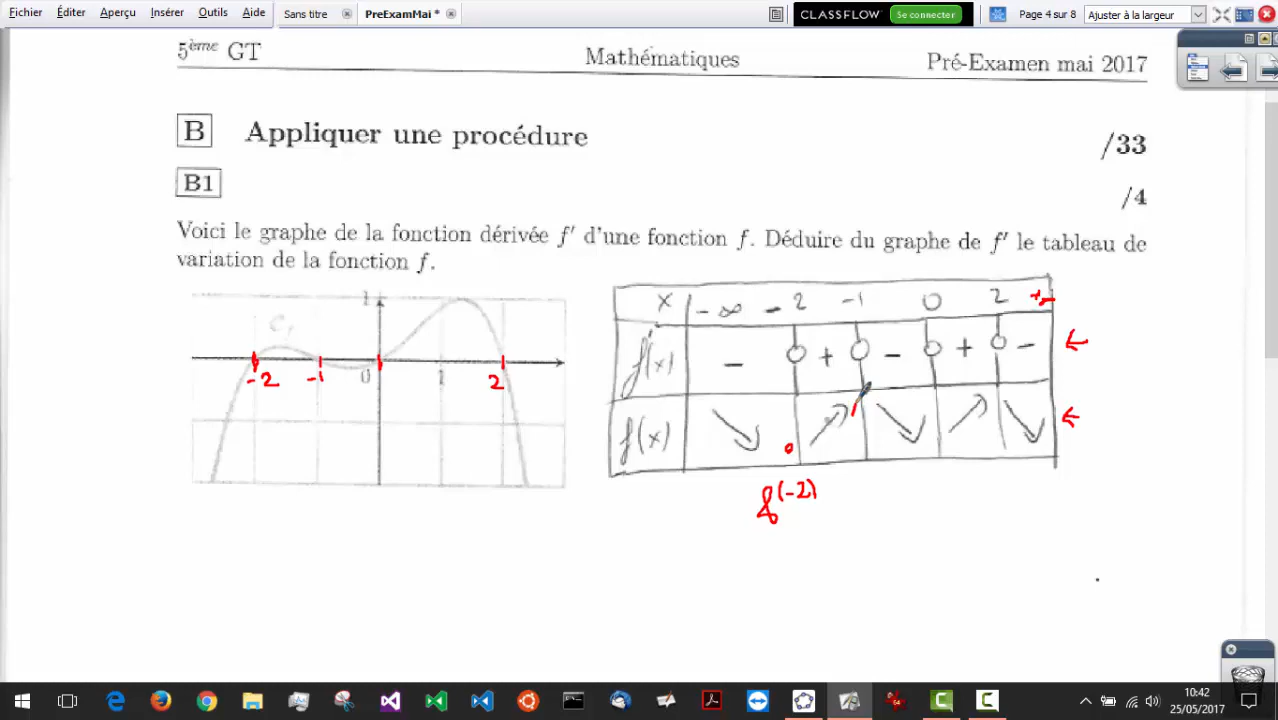 Fichier Éditer Aperçu Insérer Outils Aide Sans titre PreExamMai * CLASSFLOW Se connecter Page 4 sur 8 Ajuster à la largeur
5ème GT Mathématiques Pré-Examen mai 2017
B Appliquer une procédure /33
B1 /4
Voici le graphe de la fonction dérivée f' d'une fonction f. Déduire du graphe de f' le tableau de
variation de la fonction f.
1
-2 -1 0 1 2
x -∞ -2 -1 0 2 +∞
f'(x) - 0 + 0 - 0 + 0 - ←
f(x) ↘ ↗ ↘ ↗ ↘ ←
f(-2)
64
10:42
25/05/2017